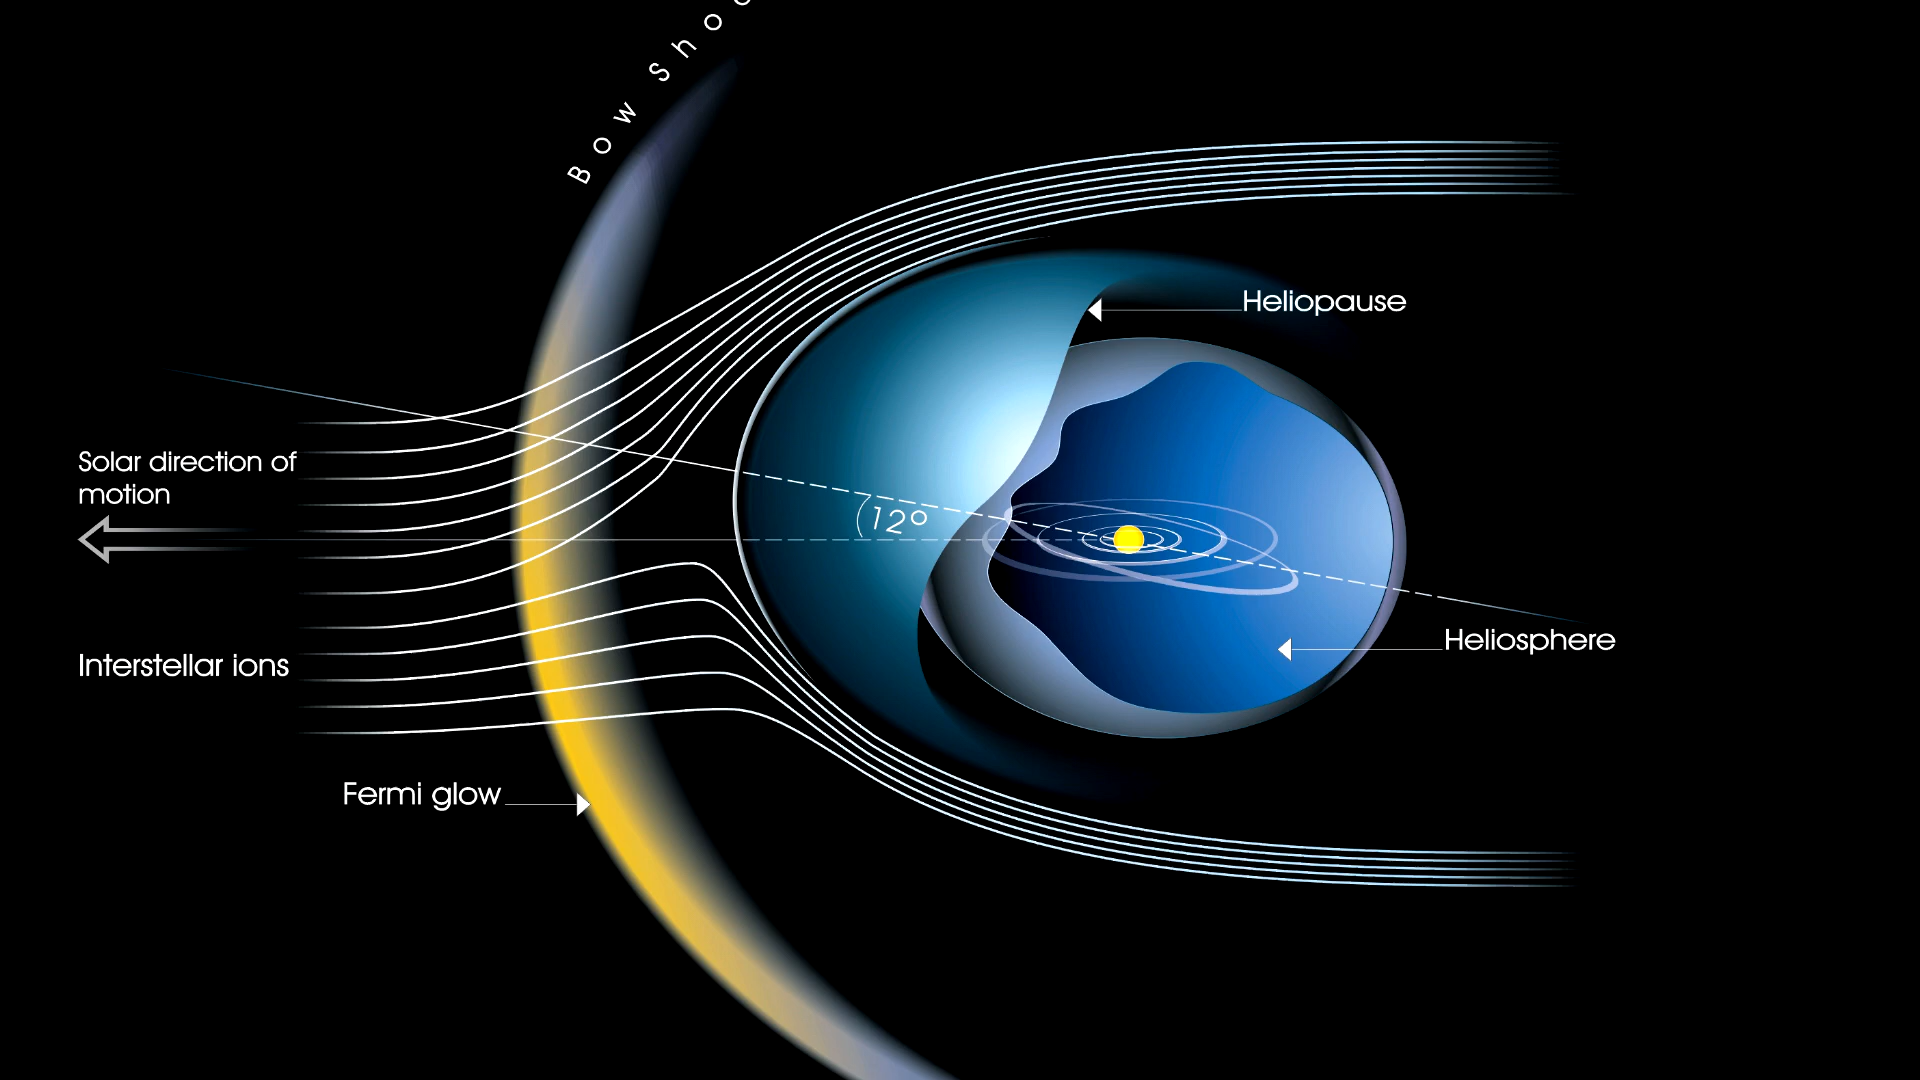 Bow Sho
Heliopause
Solar direction of
motion
12°
Heliosphere
Interstellar ions
Fermi glow